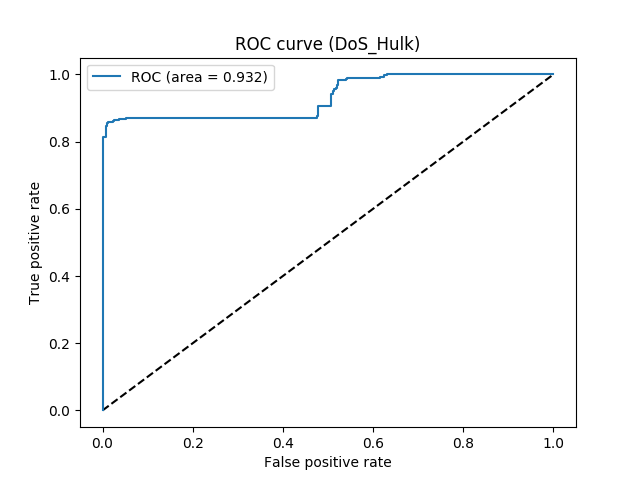 ROC curve (DoS_Hulk)
ROC (area = 0.932)
True positive rate
1.0
0.8
0.6
0.4
0.2
0.0
0.0 0.2 0.4 0.6 0.8 1.0
False positive rate